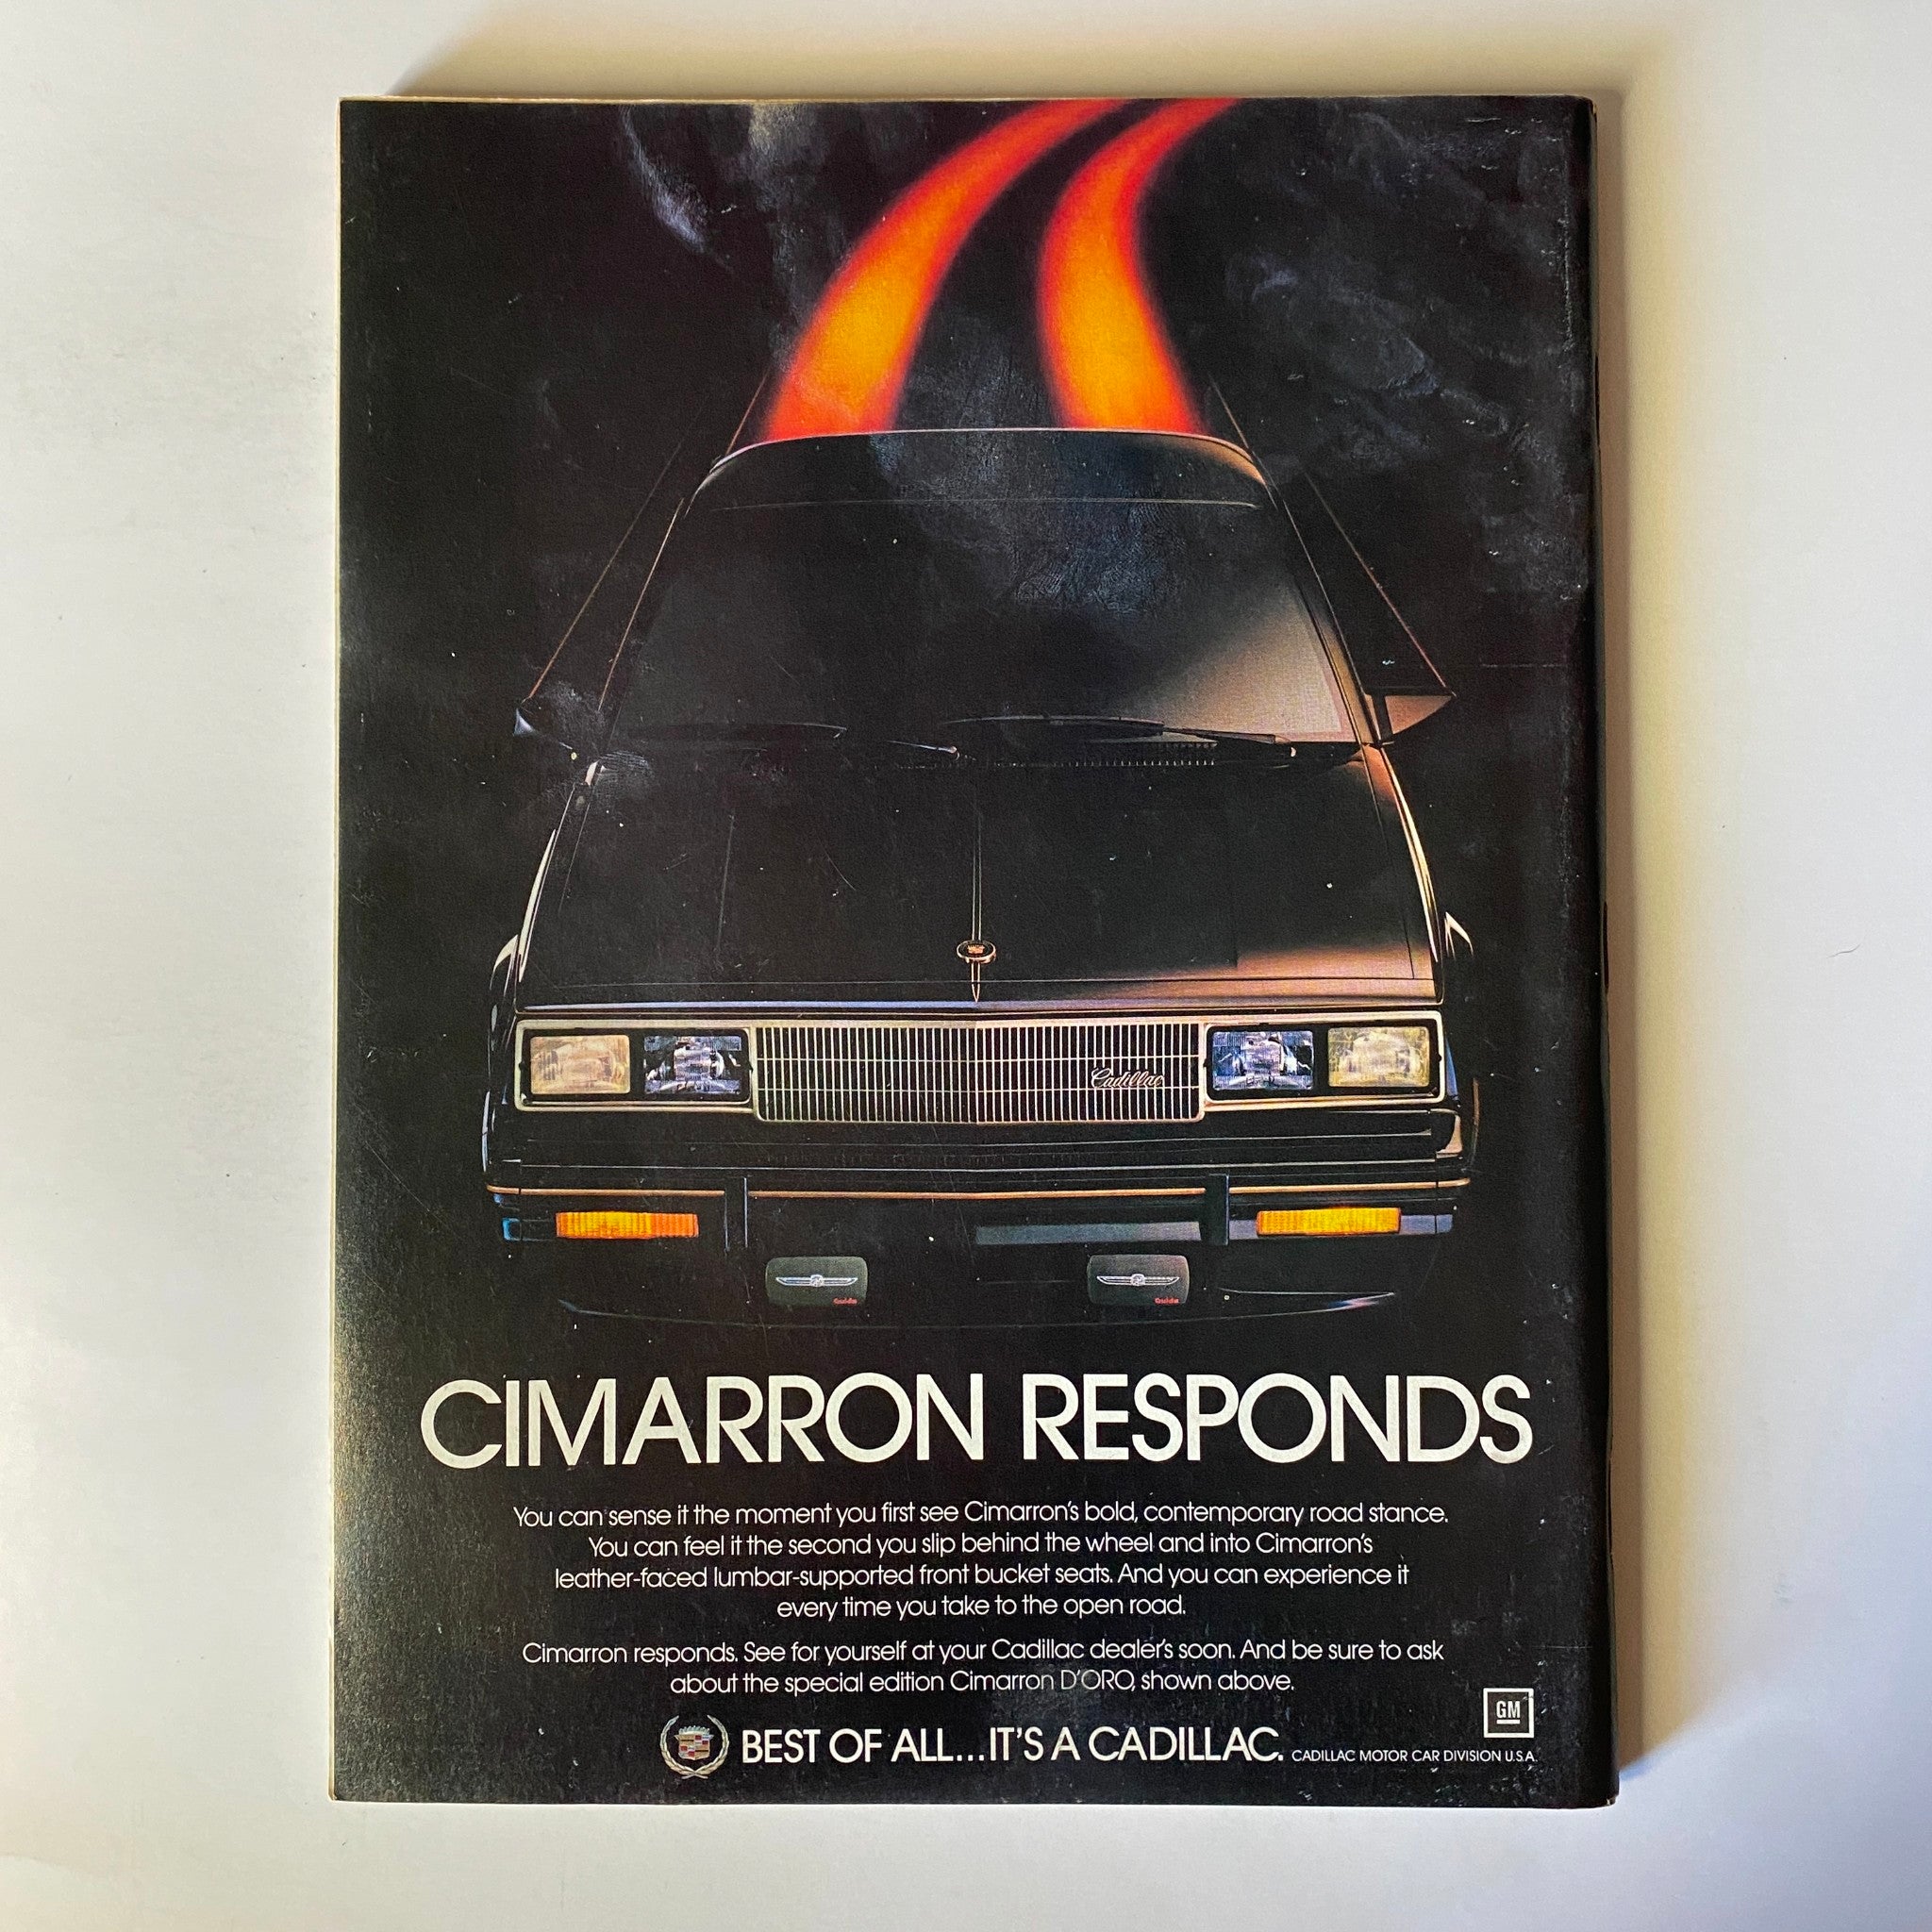 Cadillac
Guide
Guide
CIMARRON RESPONDS
You can sense it the moment you first see Cimarron's bold, contemporary road stance.
You can feel it the second you slip behind the wheel and into Cimarron's
leather-faced lumbar-supported front bucket seats. And you can experience it
every time you take to the open road.
Cimarron responds. See for yourself at your Cadillac dealer's soon. And be sure to ask
about the special edition Cimarron D'ORO, shown above.
GM
BEST OF ALL...IT'S A CADILLAC. CADILLAC MOTOR CAR DIVISION U.S.A.